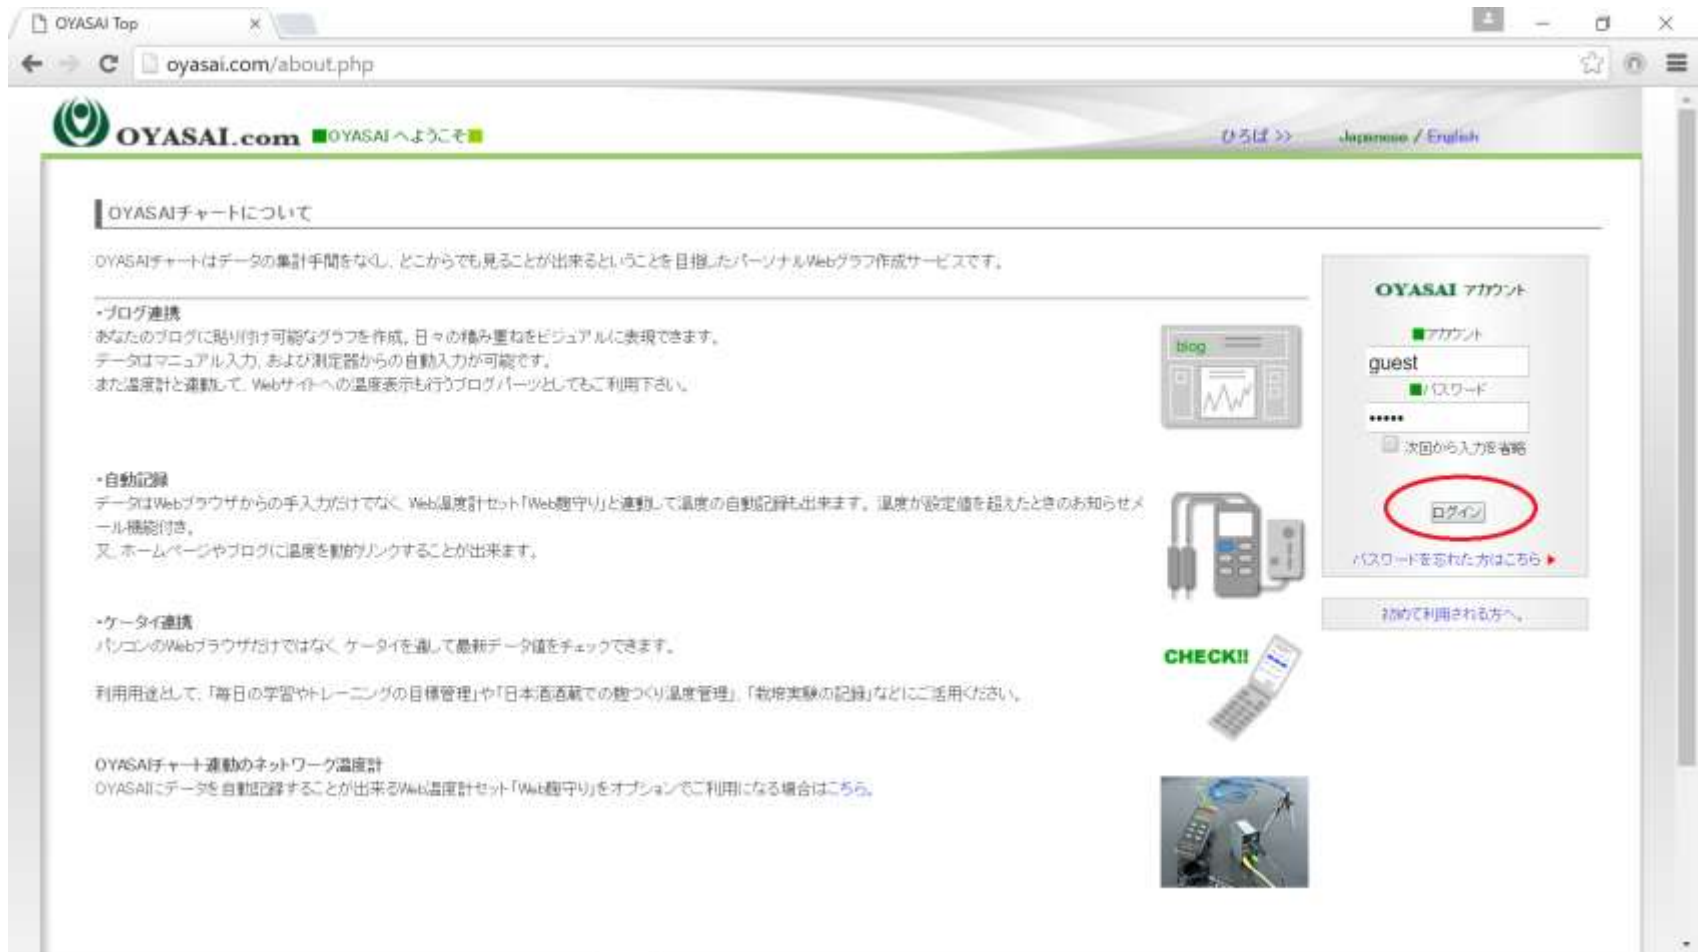 OYASAI Top
oyasai.com/about.php
OYASAI.com ■OYASAIへようこそ■
ひろば >>
Japanese / English
OYASAIチャートについて
OYASAIチャートはデータの集計手間をなくし、どこからでも見ることが出来るということを目指したパーソナルWebグラフ作成サービスです。
・ブログ連携
あなたのブログに貼り付け可能なグラフを作成。日々の積み重ねをビジュアルに表現できます。
データはマニュアル入力、および測定器からの自動入力が可能です。
また温度計と連動して、Webサイトへの温度表示も行うブログパーツとしてもご利用下さい。
blog
・自動記録
データはWebブラウザからの手入力だけでなく、Web温度計セット「Web麹守り」と連動して温度の自動記録も出来ます。温度が設定値を超えたときのお知らせメ
ール機能付き。
又、ホームページやブログに温度を動的リンクすることが出来ます。
・ケータイ連携
パソコンのWebブラウザだけではなく、ケータイを通して最新データ値をチェックできます。
利用用途として、「毎日の学習やトレーニングの目標管理」や「日本酒酒蔵での麹つくり温度管理」、「栽培実験の記録」などにご活用ください。
CHECK!!
OYASAIチャート連動のネットワーク温度計
OYASAIにデータを自動記録することが出来るWeb温度計セット「Web麹守り」をオプションでご利用になる場合はこちら。
OYASAI アカウント
■アカウント
guest
■パスワード
•••••
次回から入力を省略
ログイン
パスワードを忘れた方はこちら
初めて利用される方へ。